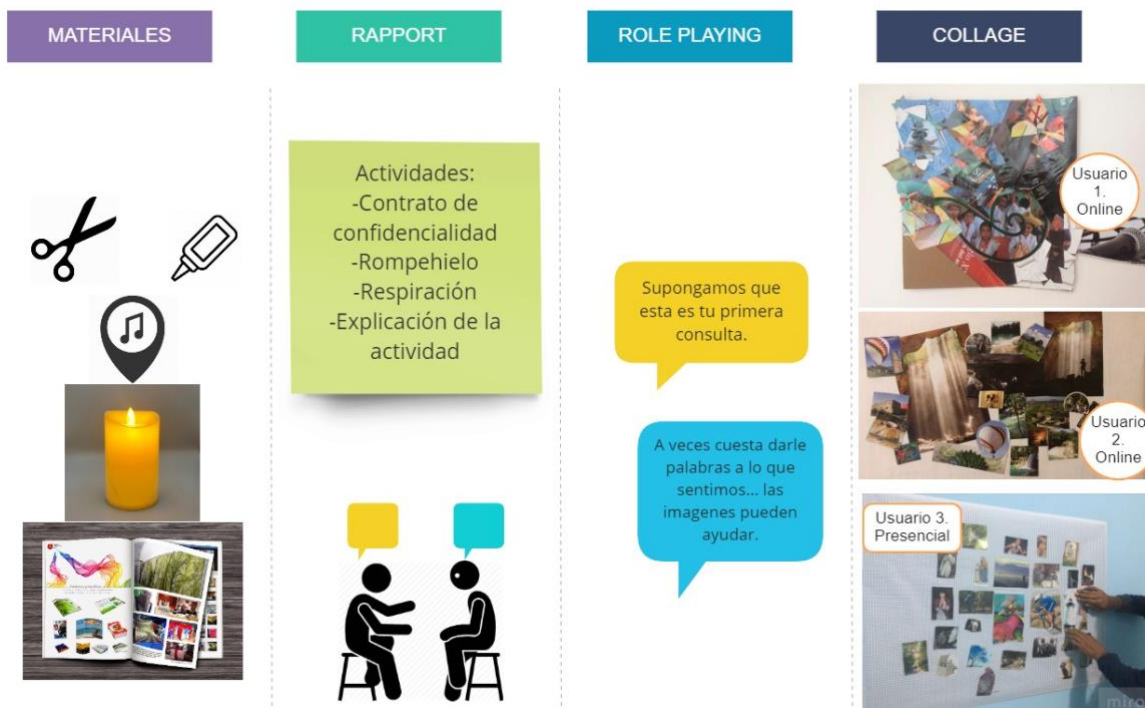 MATERIALES
RAPPORT
ROLE PLAYING
COLLAGE
Actividades:
-Contrato de
confidencialidad
-Rompehielo
-Respiración
-Explicación de la
actividad
Supongamos que
esta es tu primera
consulta.
A veces cuesta darle
palabras a lo que
sentimos... las
imagenes pueden
ayudar.
Usuario
1.
Online
Usuario
2.
Online
Usuario 3.
Presencial
miro